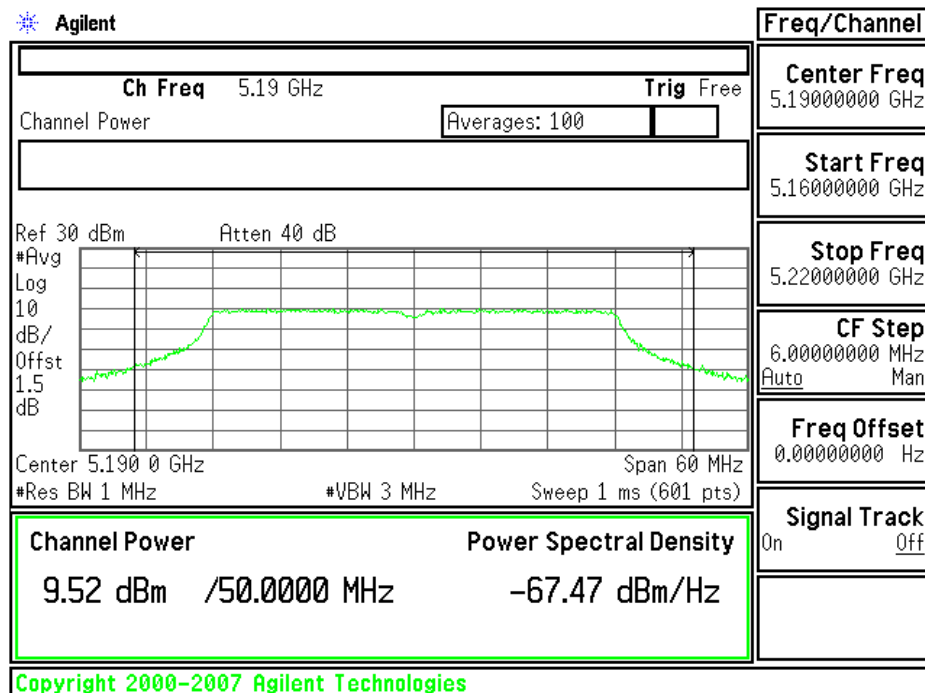 Agilent
Freq/Channel
Ch Freq 5.19 GHz Trig Free
Channel Power Averages: 100
Ref 30 dBm Atten 40 dB
#Avg
Log
10
dB/
Offst
1.5
dB
Center 5.190 0 GHz Span 60 MHz
#Res BW 1 MHz #VBW 3 MHz Sweep 1 ms (601 pts)
Channel Power Power Spectral Density
9.52 dBm /50.0000 MHz -67.47 dBm/Hz
Copyright 2000-2007 Agilent Technologies
Center Freq
5.19000000 GHz
Start Freq
5.16000000 GHz
Stop Freq
5.22000000 GHz
CF Step
6.00000000 MHz
Auto Man
Freq Offset
0.00000000 Hz
Signal Track
On Off